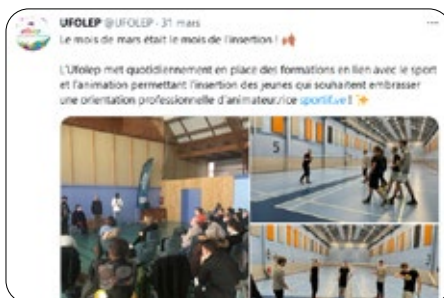 UFOLEP @UFOLEP · 31 mars
Le mois de mars était le mois de l'insertion !
L'Ufolep met quotidiennement en place des formations en lien avec le sport
et l'animation permettant l'insertion des jeunes qui souhaitent embrasser
une orientation professionnelle d'animateur.rice sportif.ve !
5